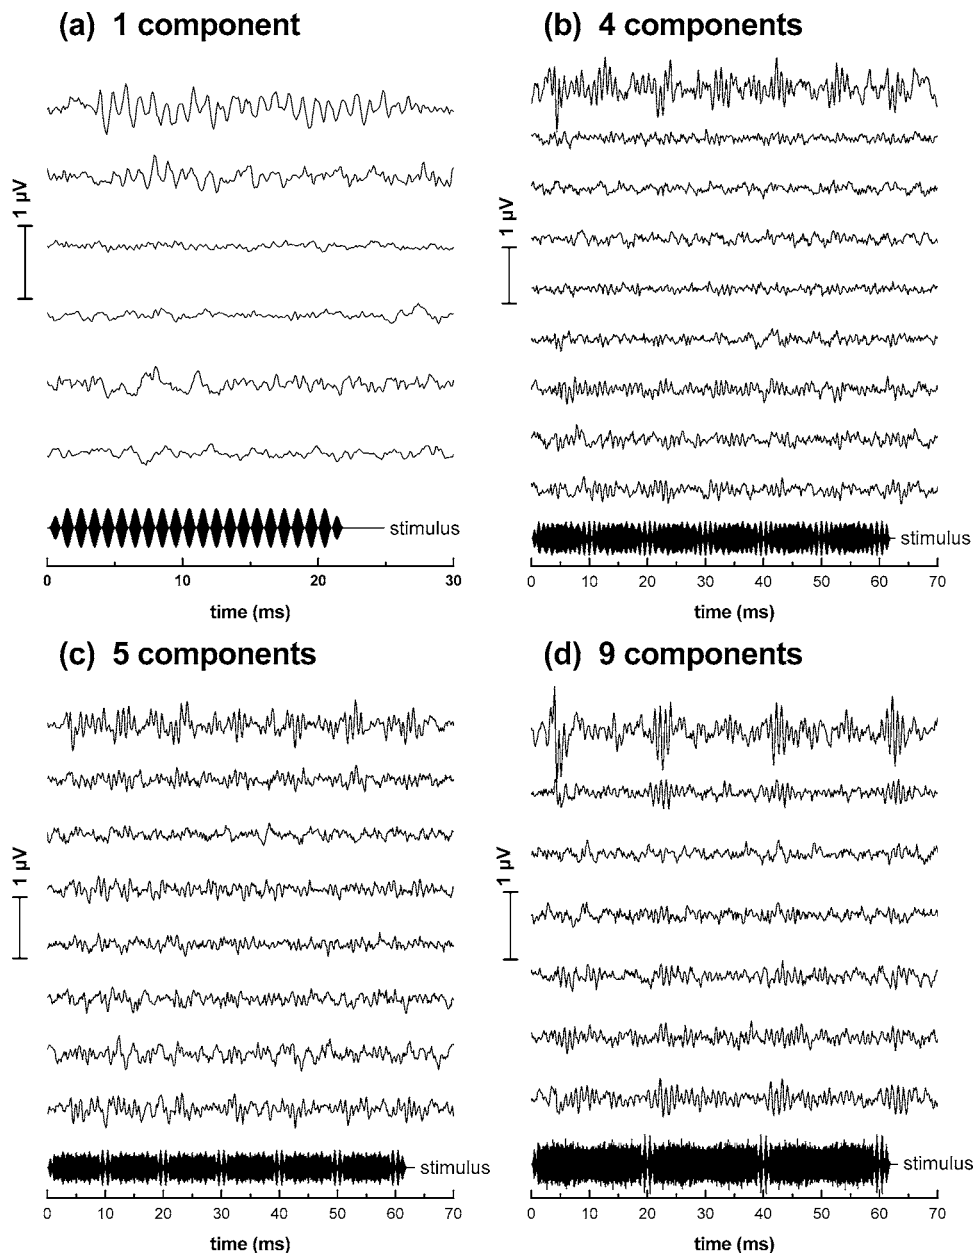 (a) 1 component
1 µV
stimulus
0 10 20 30
time (ms)
(b) 4 components
1 µV
stimulus
0 10 20 30 40 50 60 70
time (ms)
(c) 5 components
1 µV
stimulus
0 10 20 30 40 50 60 70
time (ms)
(d) 9 components
1 µV
stimulus
0 10 20 30 40 50 60 70
time (ms)